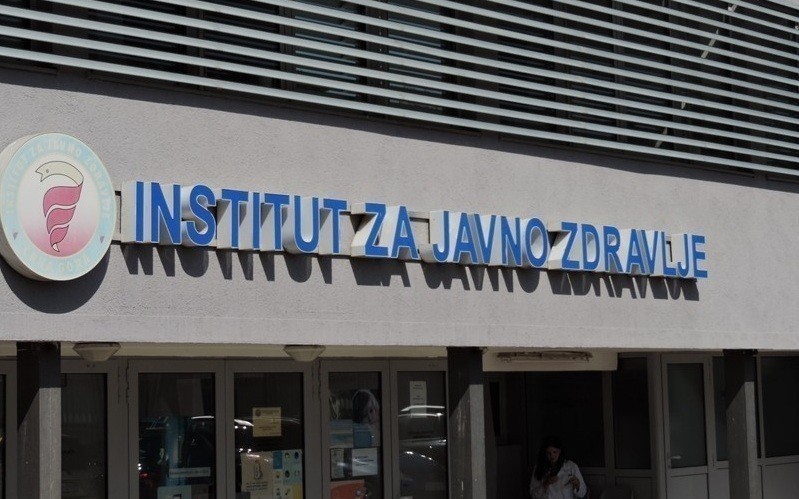 INSTITUT ZA JAVNO ZDRAVLJE